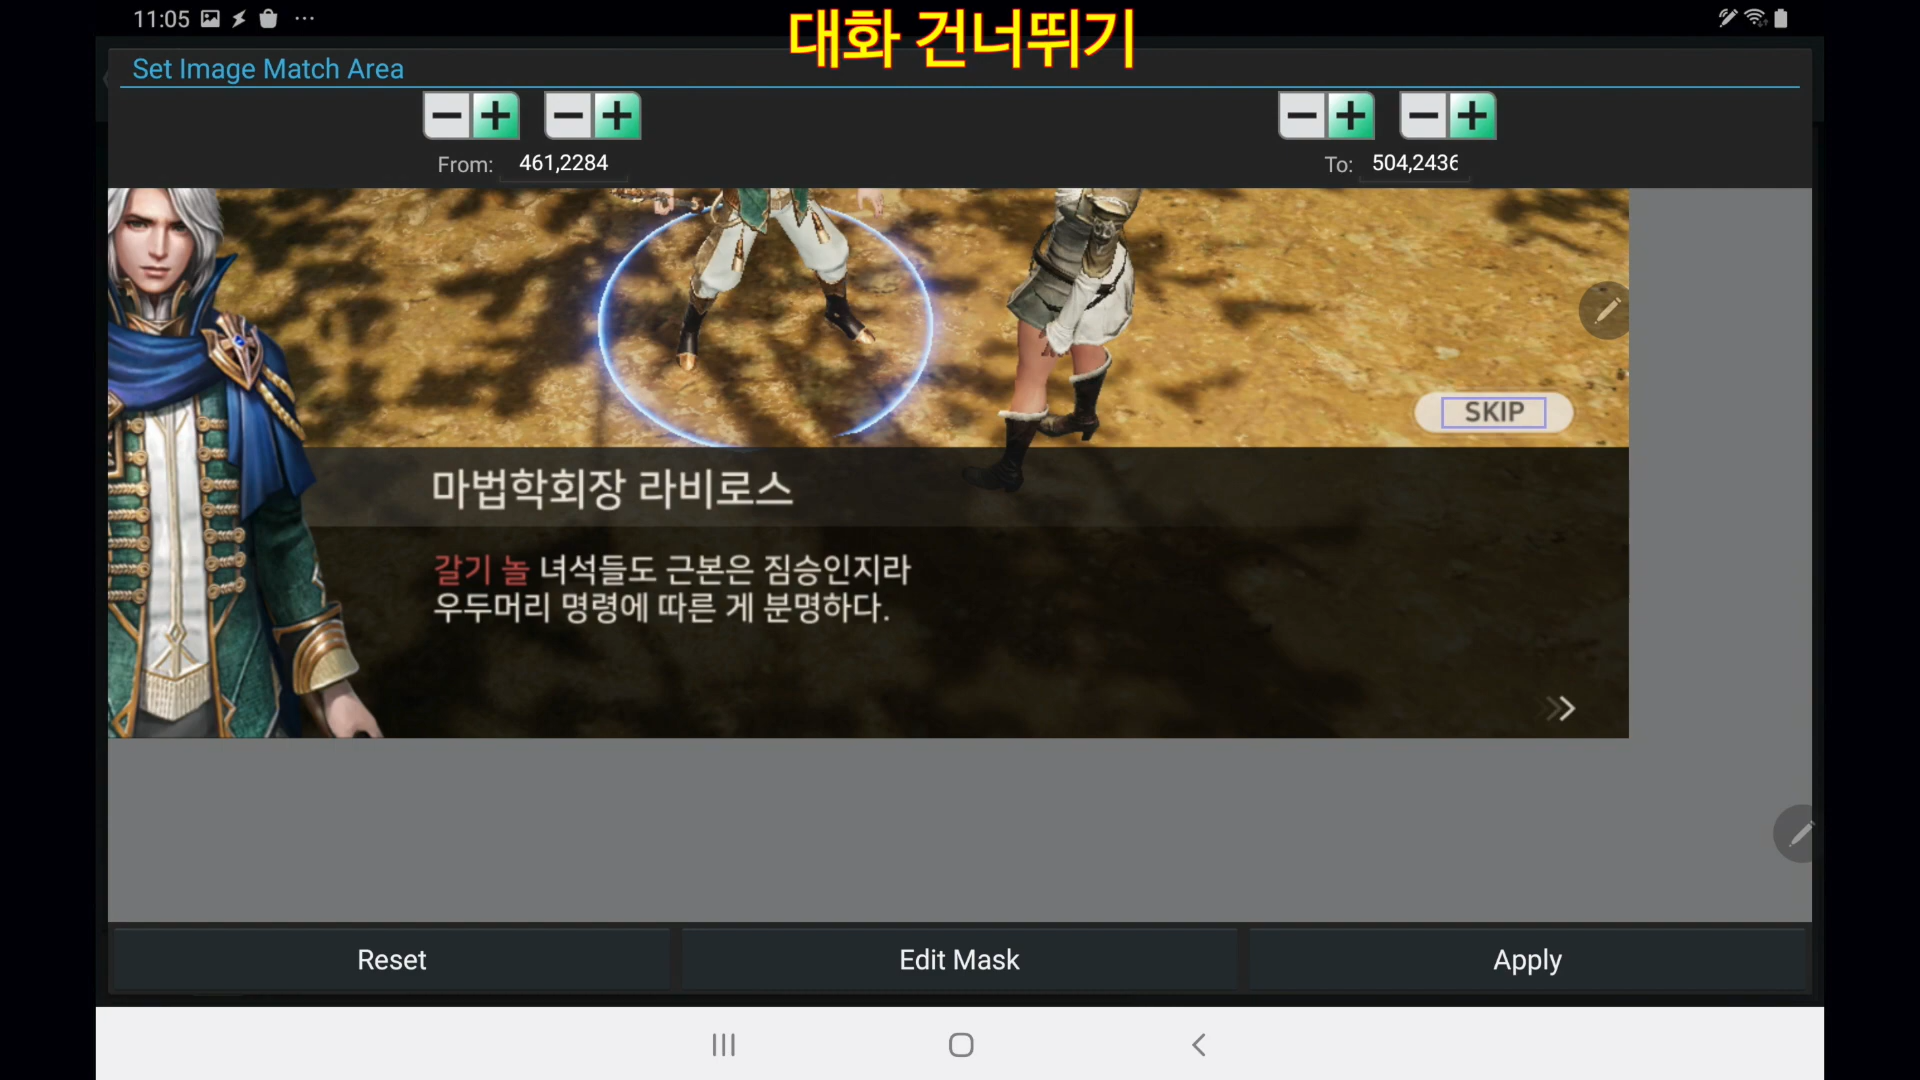 11:05
대화 건너뛰기
Set Image Match Area
From: 461,2284
To: 504,2436
SKIP
마법학회장 라비로스
갈기 놀 녀석들도 근본은 짐승인지라
우두머리 명령에 따른 게 분명하다.
Reset
Edit Mask
Apply